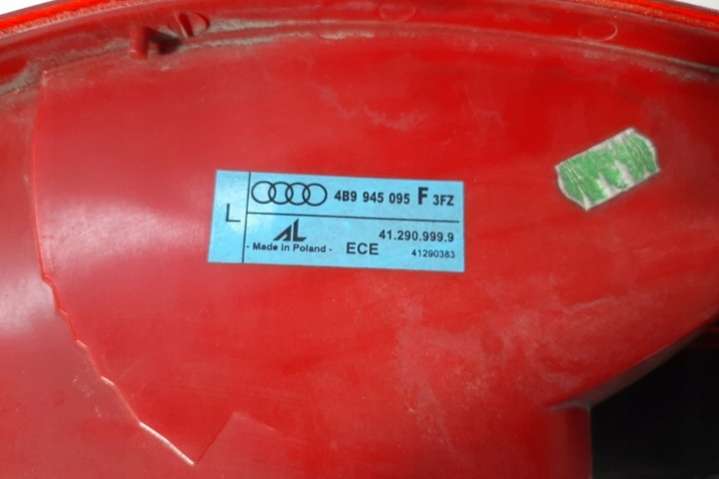 L
4B9 945 095 F 3FZ
AL
41.290.999.9
- Made in Poland - ECE 41290383